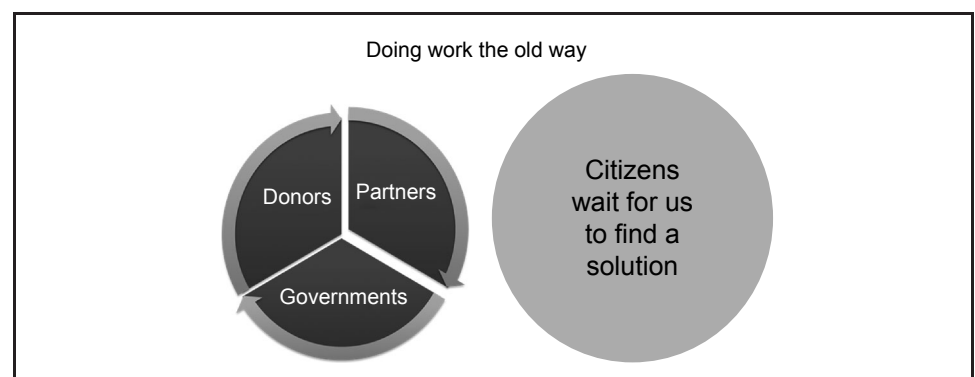 Doing work the old way
Donors
Partners
Governments
Citizens
wait for us
to find a
solution